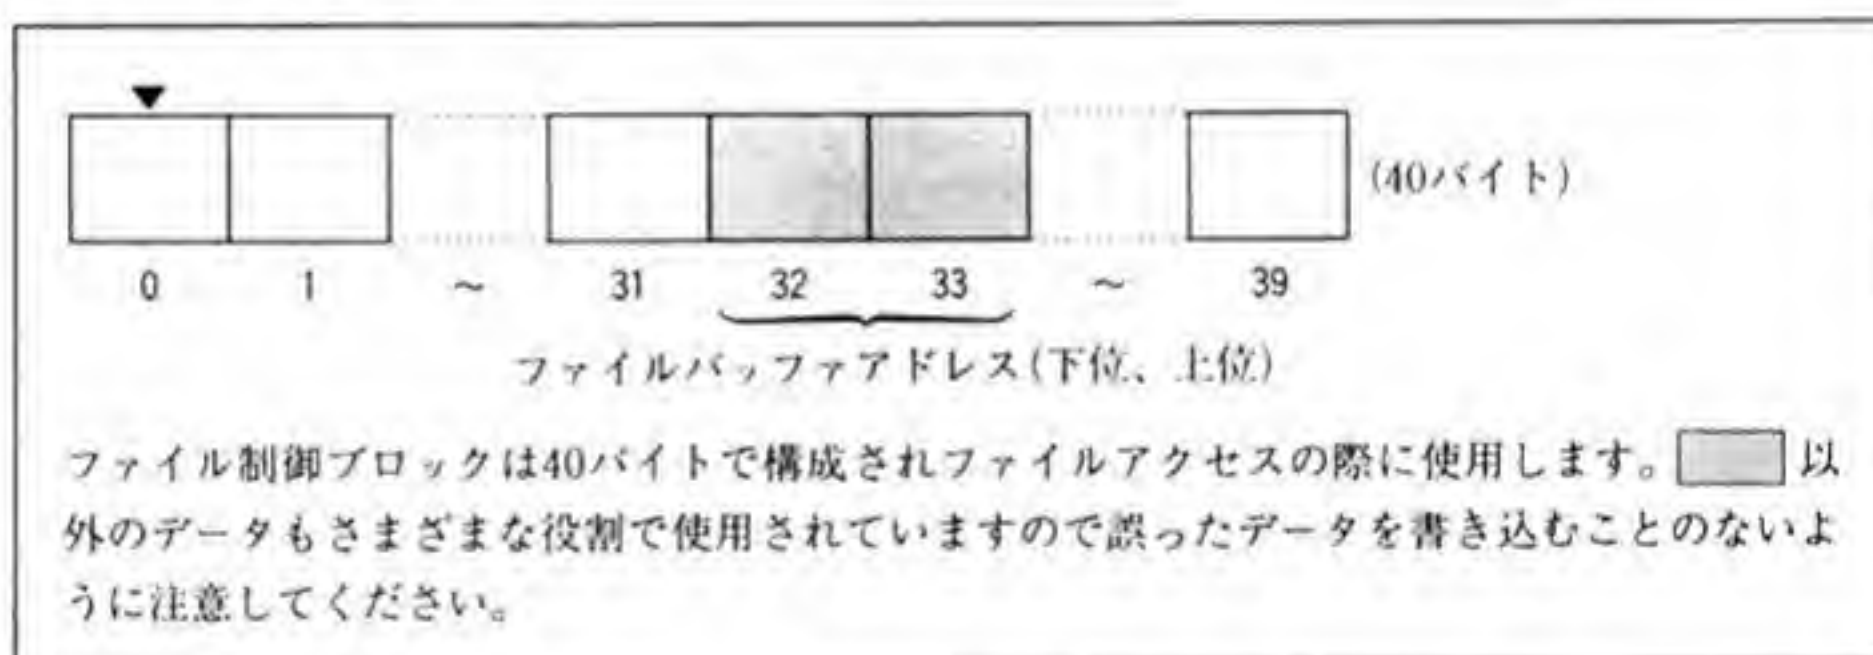 (40バイト)
0 1 ～ 31 32 33 ～ 39
ファイルバッファアドレス(下位、上位)
ファイル制御ブロックは40バイトで構成されファイルアクセスの際に使用します。 以
外のデータもさまざまな役割で使用されていますので誤ったデータを書き込むことのないよ
うに注意してください。